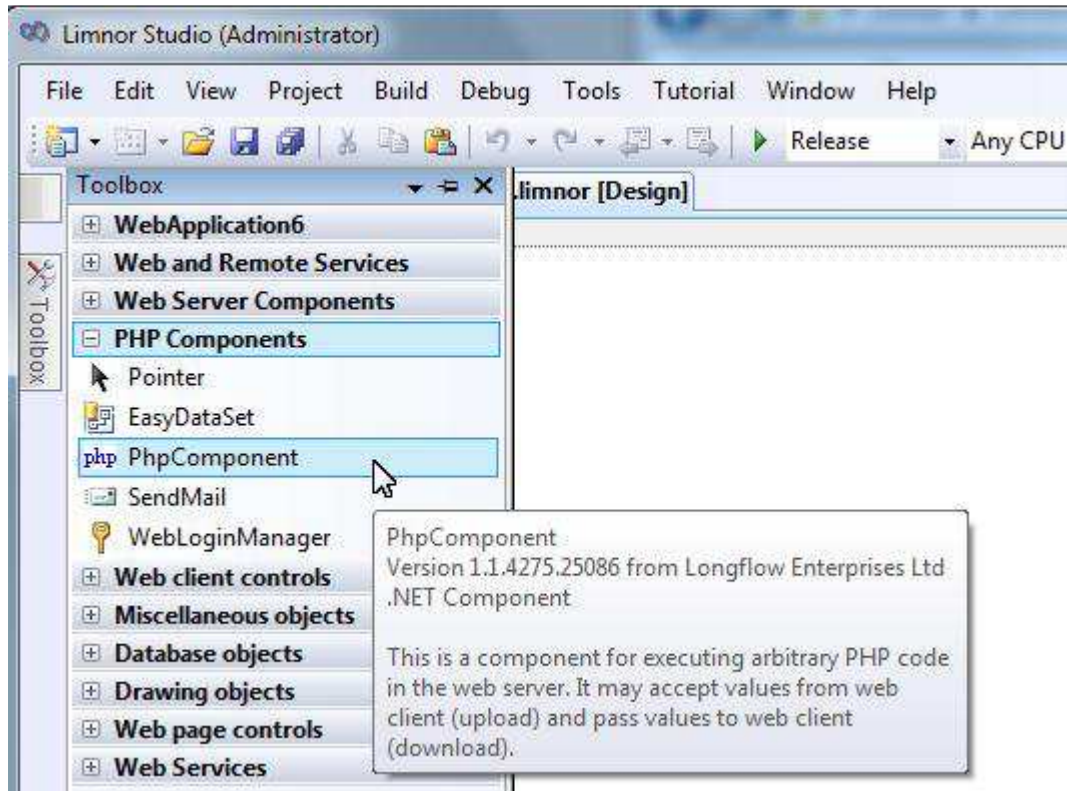 Limnor Studio (Administrator)
File Edit View Project Build Debug Tools Tutorial Window Help
Release Any CPU
Toolbox
.limnor [Design]
WebApplication6
Web and Remote Services
Web Server Components
Toolbox
PHP Components
Pointer
EasyDataSet
php PhpComponent
SendMail
WebLoginManager
Web client controls
Miscellaneous objects
Database objects
Drawing objects
Web page controls
Web Services
PhpComponent
Version 1.1.4275.25086 from Longflow Enterprises Ltd
.NET Component
This is a component for executing arbitrary PHP code
in the web server. It may accept values from web
client (upload) and pass values to web client
(download).